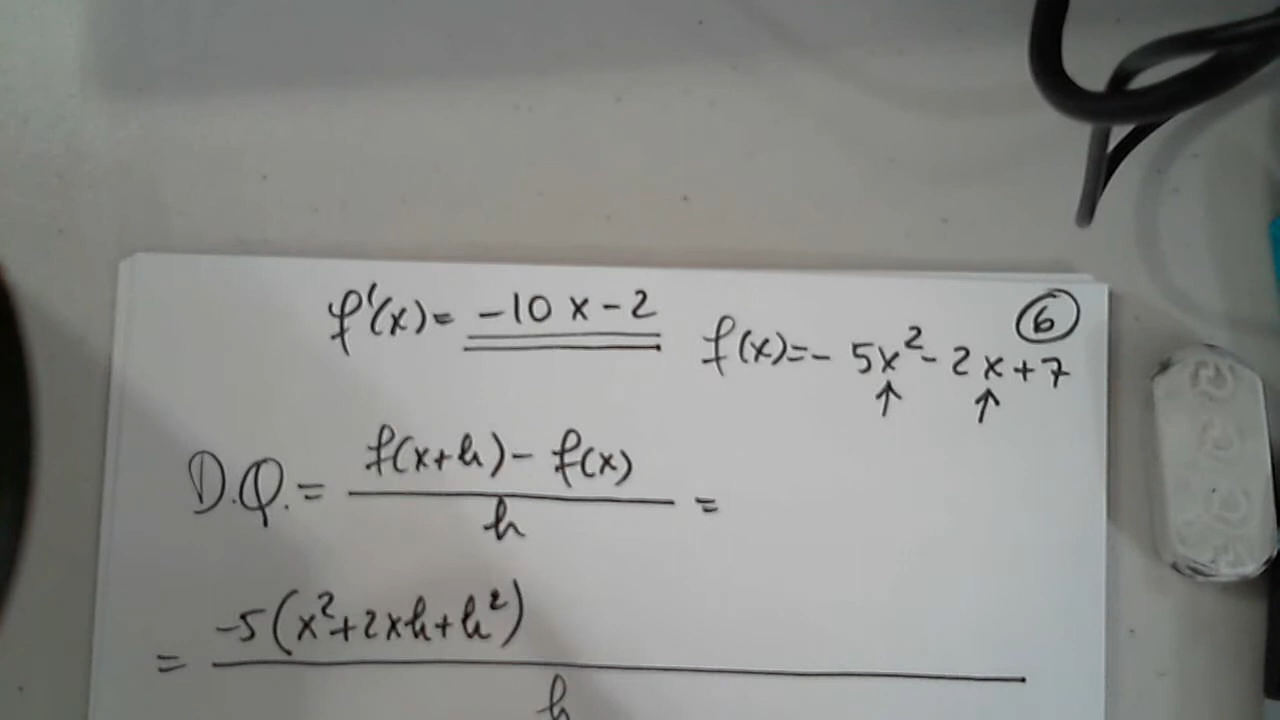 f'(x)= -10x-2
⑥
f(x)=-5x²-2x+7
↑ ↑
D.Q.= f(x+h)-f(x) =
h
= -5(x²+2xh+h²)
h